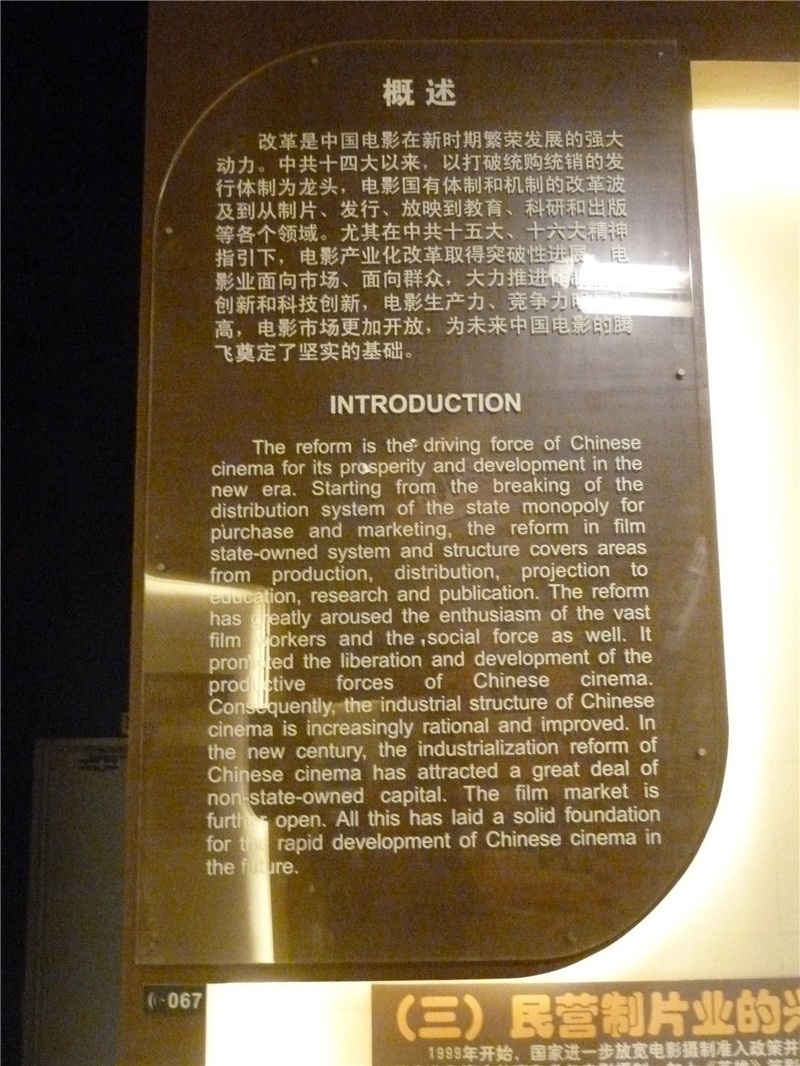 概述
改革是中国电影在新时期繁荣发展的强大
动力。中共十四大以来，以打破统购统销的发
行体制为龙头，电影国有体制和机制的改革波
及到从制片、发行、放映到教育、科研和出版
等各个领域。尤其在中共十五大、十六大精神
指引下，电影产业化改革取得突破性进展。电
影业面向市场、面向群众，大力推进
创新和科技创新，电影生产力、竞争力
高，电影市场更加开放，为未来中国电影的腾
飞奠定了坚实的基础。
INTRODUCTION
The reform is the driving force of Chinese
cinema for its prosperity and development in the
new era. Starting from the breaking of the
distribution system of the state monopoly for
purchase and marketing, the reform in film
state-owned system and structure covers areas
from production, distribution, projection to
education, research and publication. The reform
has greatly aroused the enthusiasm of the vast
film workers and the social force as well. It
promoted the liberation and development of the
productive forces of Chinese cinema.
Consequently, the industrial structure of Chinese
cinema is increasingly rational and improved. In
the new century, the industrialization reform of
Chinese cinema has attracted a great deal of
non-state-owned capital. The film market is
further open. All this has laid a solid foundation
for the rapid development of Chinese cinema in
the future.
067
（三）民营制片业的兴
1999年开始，国家进一步放宽电影摄制准入政策并